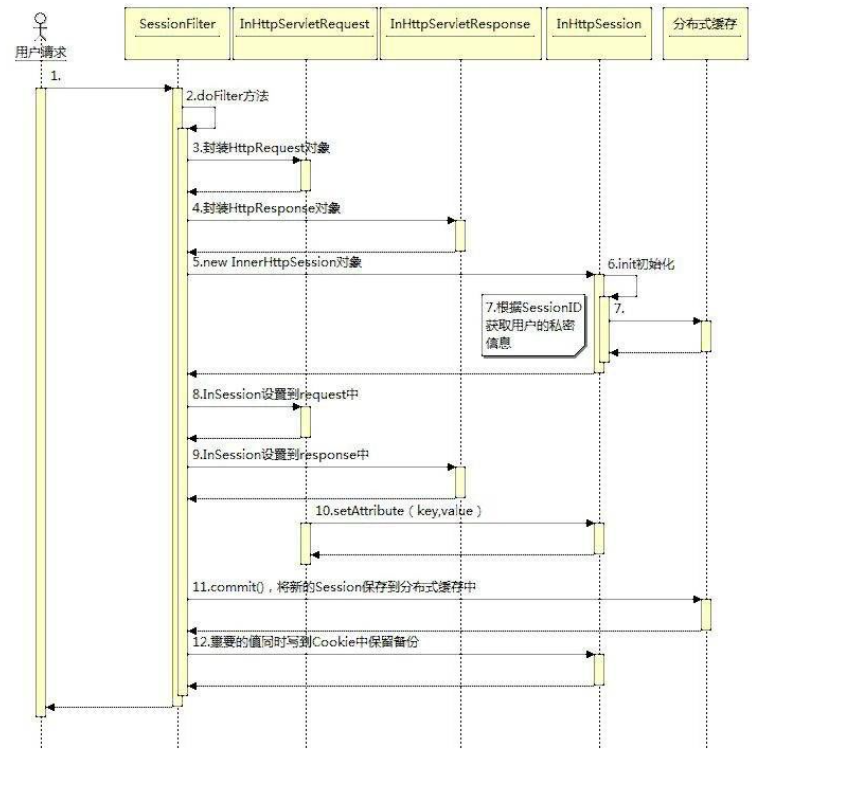 用户请求
SessionFilter
InHttpServletRequest
InHttpServletResponse
InHttpSession
分布式缓存
1.
2.doFilter方法
3.封装HttpRequest对象
4.封装HttpResponse对象
5.new InnerHttpSession对象
6.init初始化
7.根据SessionID
获取用户的私密
信息
7.
8.InSession设置到request中
9.InSession设置到response中
10.setAttribute（key,value）
11.commit()，将新的Session保存到分布式缓存中
12.重要的值同时写到Cookie中保留备份